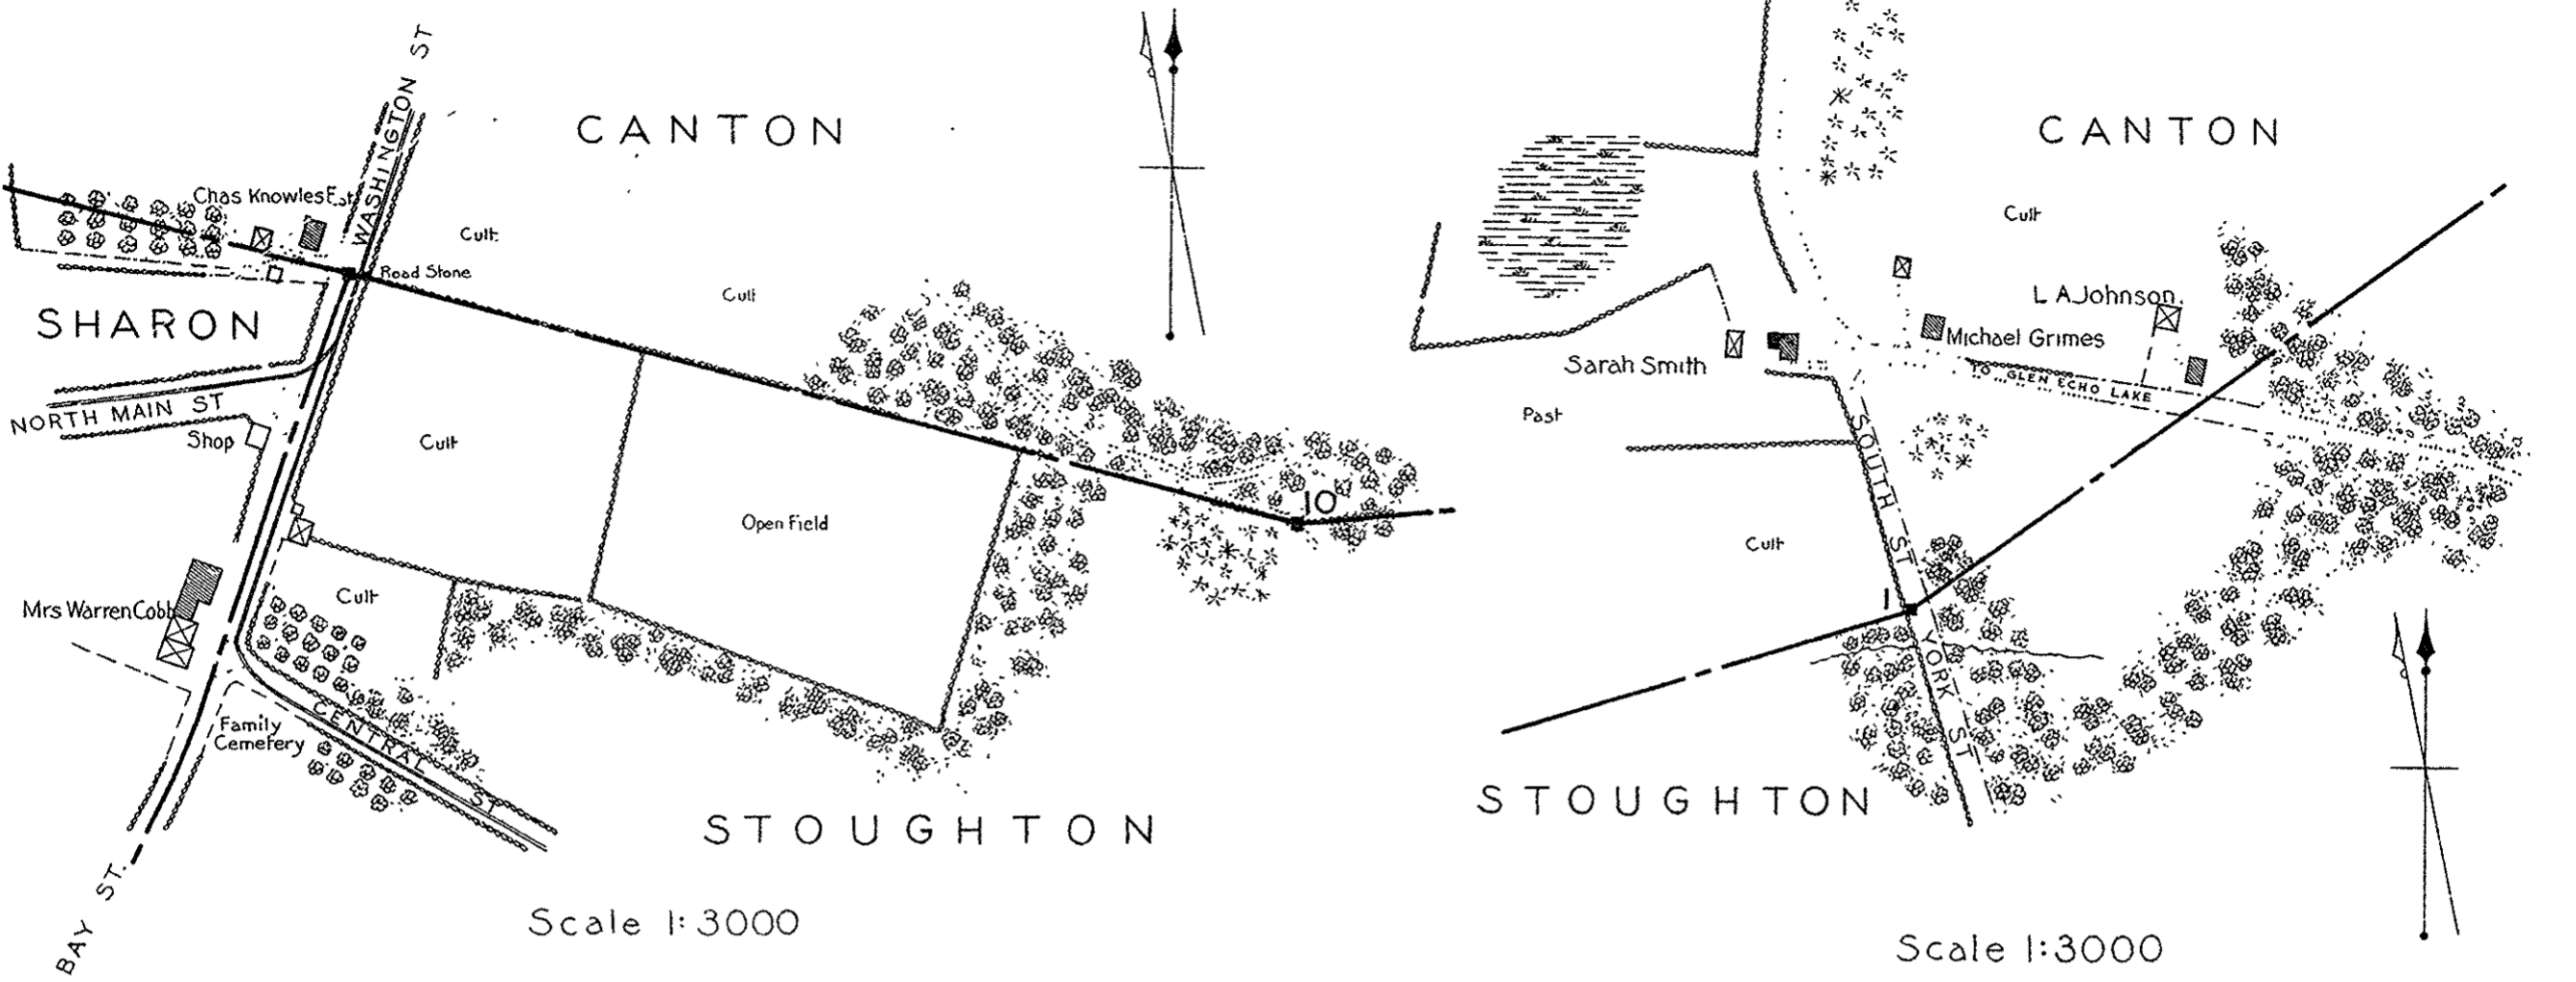 WASHINGTON ST
CANTON
Chas Knowles Est
Cult.
Road Stone
Cult
SHARON
NORTH MAIN ST
Shop
Cult
Open Field
10
Mrs Warren Cobb
Cult
Family
Cemetery
CENTRAL ST
STOUGHTON
BAY ST.
Scale 1:3000
CANTON
Cult
L A Johnson.
Michael Grimes
Sarah Smith
TO GLEN ECHO LAKE
Past
SOUTH ST
Cult
1
YORK ST
STOUGHTON
Scale 1:3000